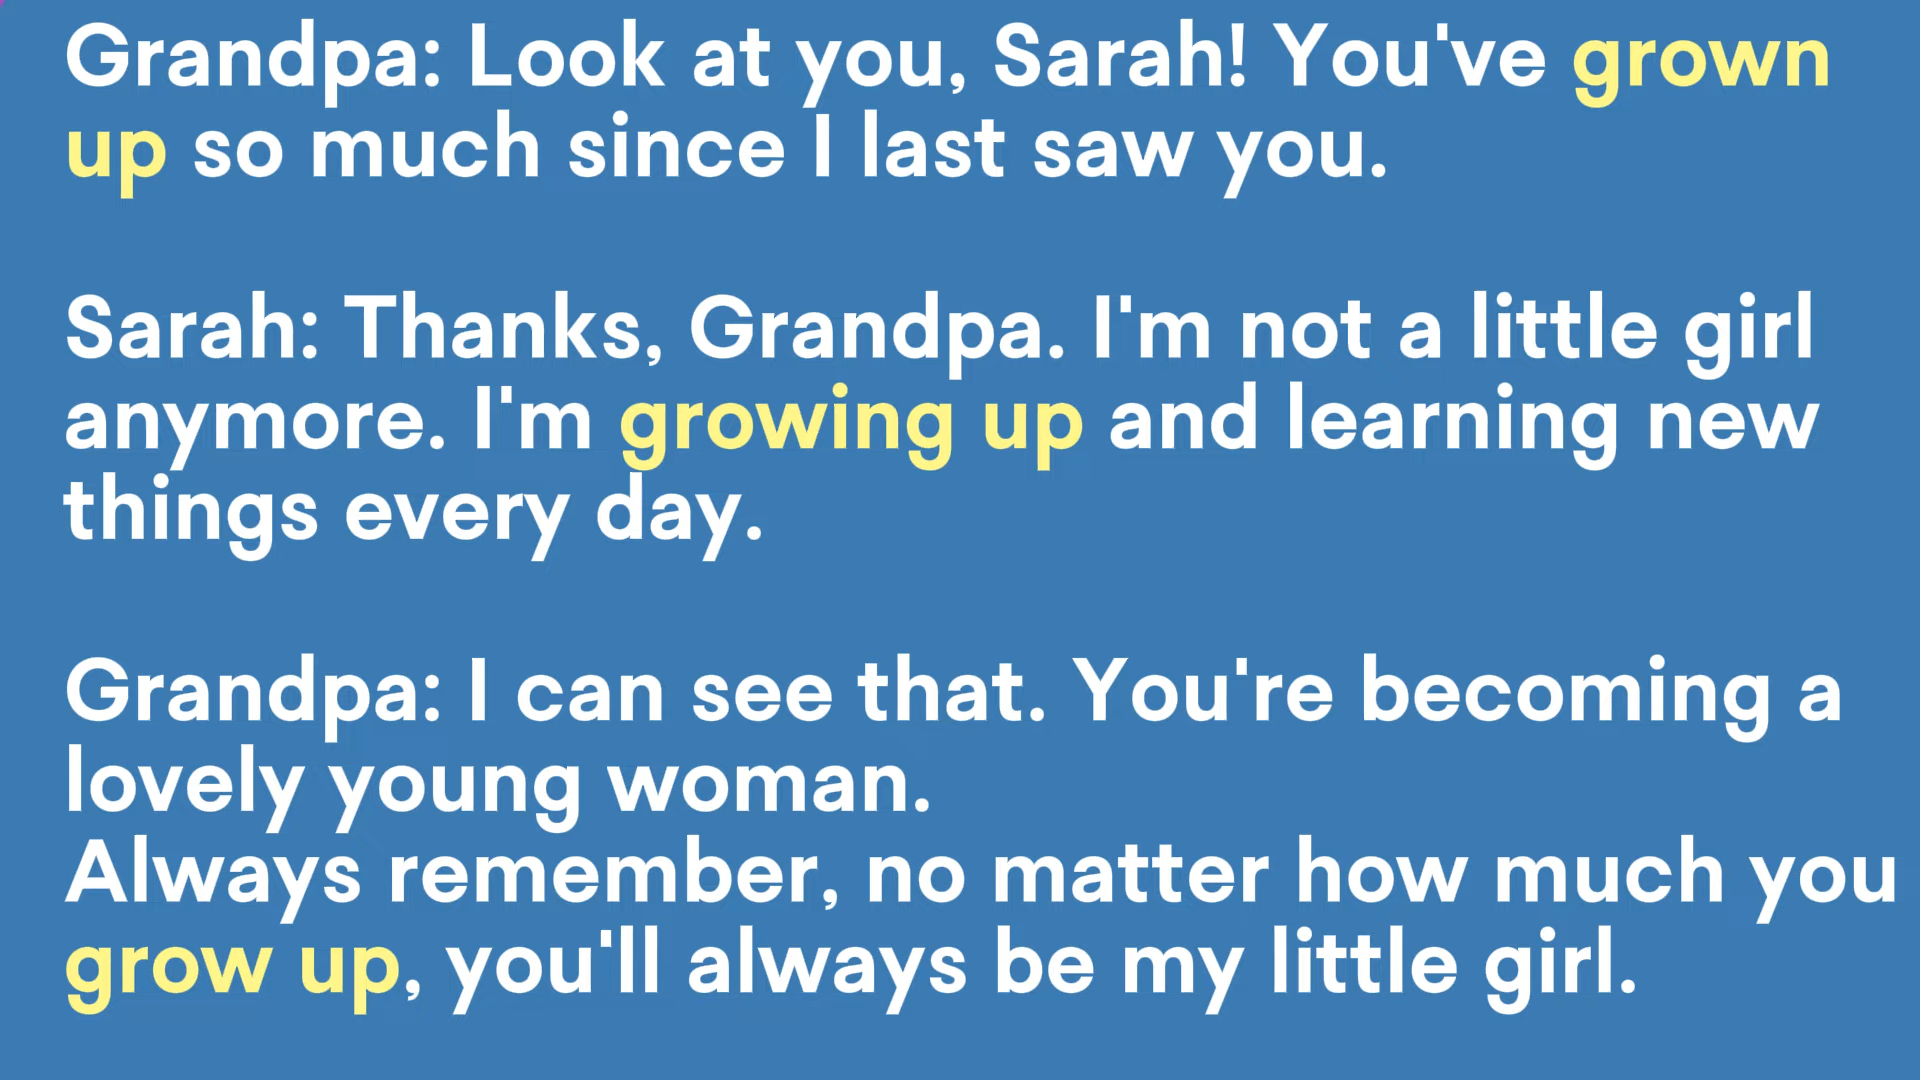 Grandpa: Look at you, Sarah! You've grown
up so much since I last saw you.
Sarah: Thanks, Grandpa. I'm not a little girl
anymore. I'm growing up and learning new
things every day.
Grandpa: I can see that. You're becoming a
lovely young woman.
Always remember, no matter how much you
grow up, you'll always be my little girl.